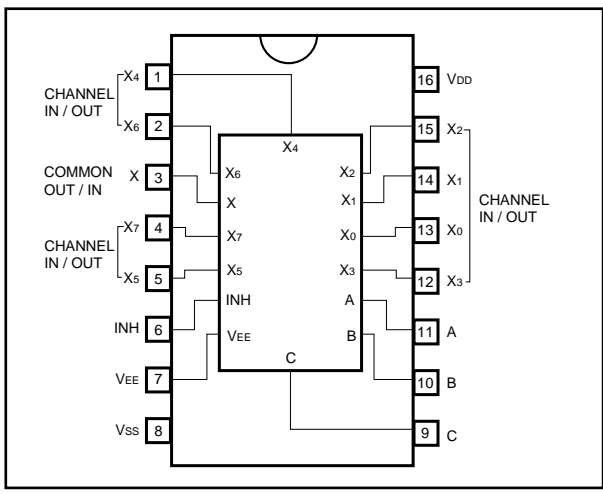 X4 1
CHANNEL
IN / OUT
X6 2
COMMON
OUT / IN
X 3
X7 4
CHANNEL
IN / OUT
X5 5
INH 6
VEE 7
VSS 8
X4
X6
X
X7
X5
INH
VEE
C
X2
X1
X0
X3
A
B
16 VDD
15 X2
14 X1
CHANNEL
IN / OUT
13 X0
12 X3
11 A
10 B
9 C